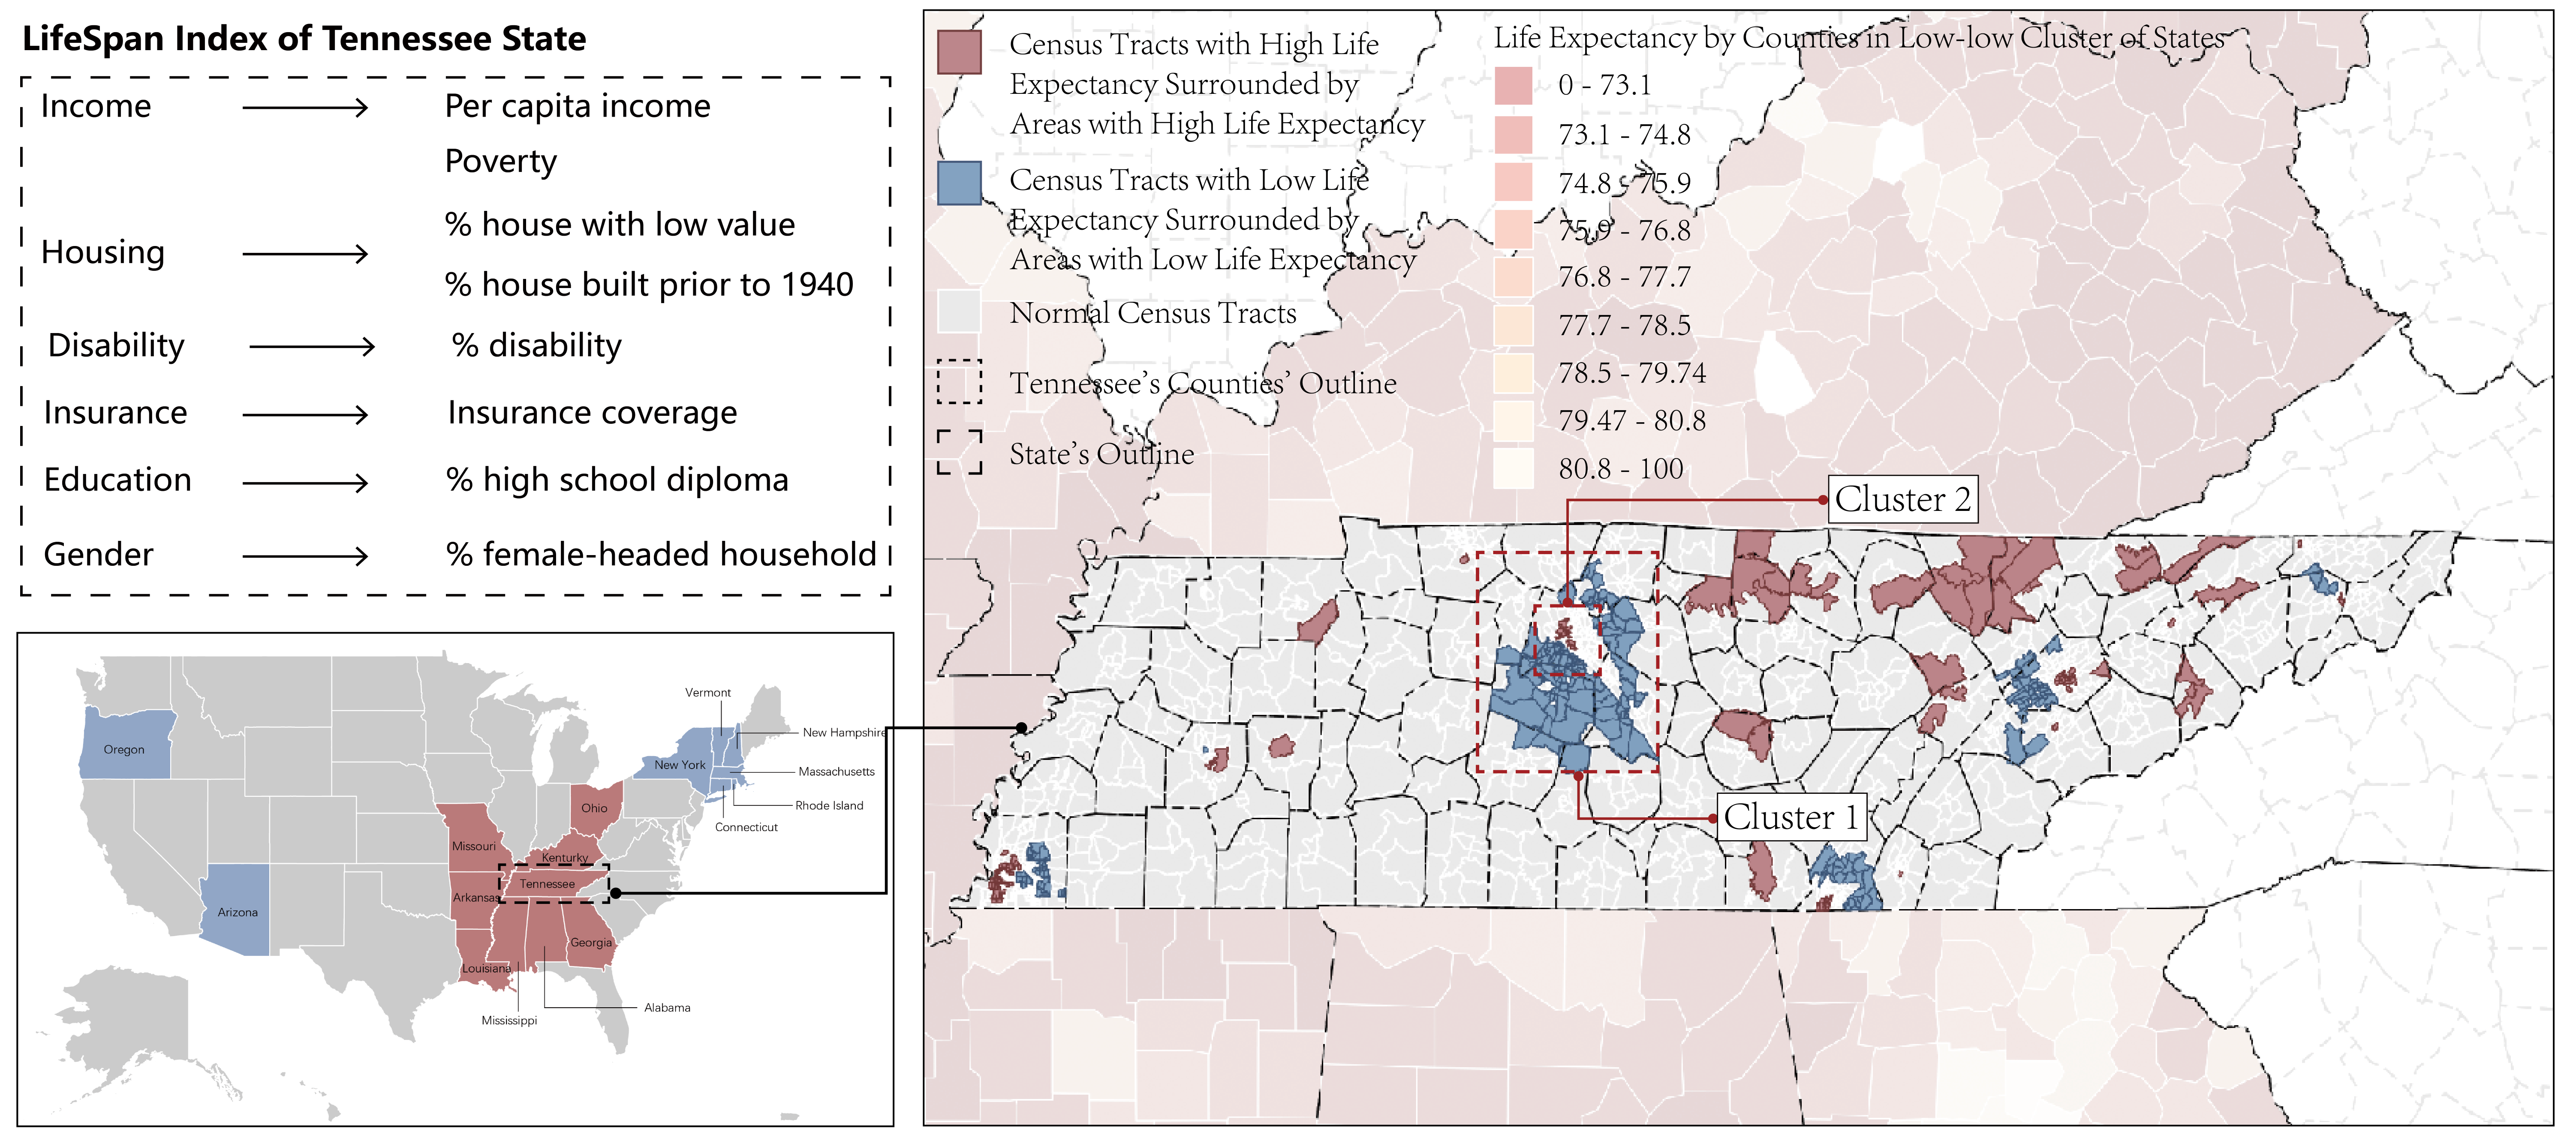 LifeSpan Index of Tennessee State
Income
Per capita income
Poverty
Housing
% house with low value
% house built prior to 1940
Disability
% disability
Insurance
Insurance coverage
Education
% high school diploma
Gender
% female-headed household
Vermont
New Hampshire
Oregon
New York
Massachusetts
Rhode Island
Ohio
Connecticut
Missouri
Kenturky
Tennessee
Arkansas
Arizona
Georgia
Louisiana
Alabama
Mississippi
Census Tracts with High Life
Expectancy Surrounded by
Areas with High Life Expectancy
Census Tracts with Low Life
Expectancy Surrounded by
Areas with Low Life Expectancy
Normal Census Tracts
Tennessee's Counties' Outline
State's Outline
Life Expectancy by Counties in Low-low Cluster of States
0 - 73.1
73.1 - 74.8
74.8 - 75.9
75.9 - 76.8
76.8 - 77.7
77.7 - 78.5
78.5 - 79.74
79.47 - 80.8
80.8 - 100
Cluster 2
Cluster 1